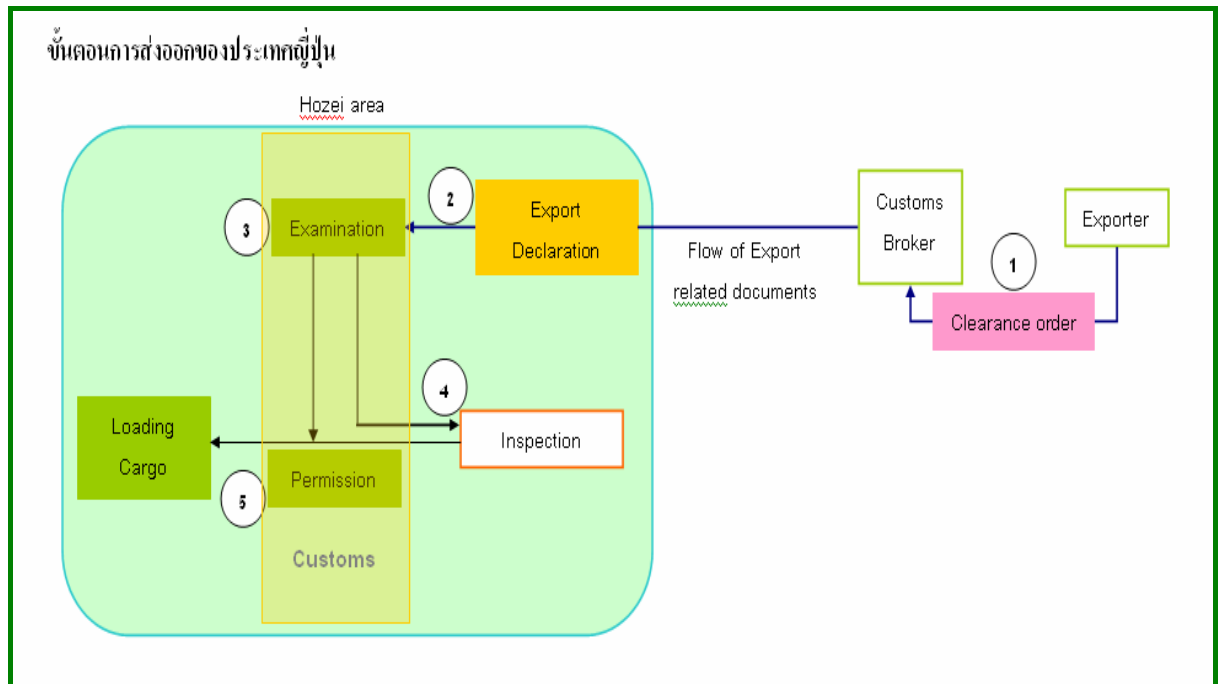 ขั้นตอนการส่งออกของประเทศญี่ปุ่น
Hozei area
3
Examination
2
Export
Declaration
Flow of Export
related documents
Customs
Broker
Exporter
1
Clearance order
4
Inspection
Loading
Cargo
5
Permission
Customs